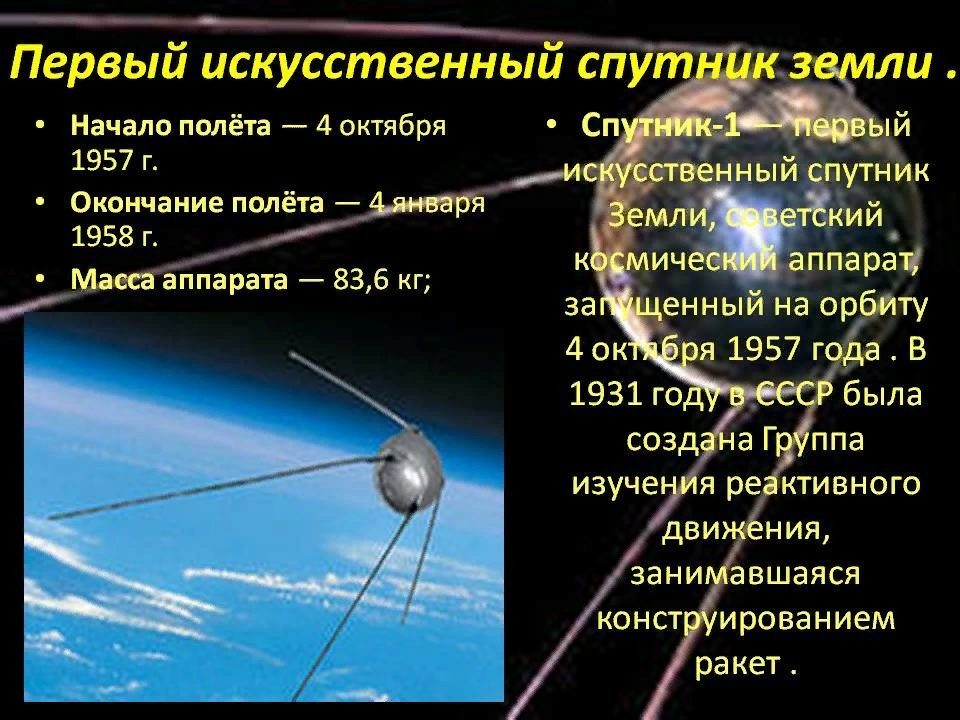 Первый искусственный спутник земли .
• Начало полёта — 4 октября
1957 г.
• Окончание полёта — 4 января
1958 г.
• Масса аппарата — 83,6 кг;
• Спутник-1 — первый
искусственный спутник
Земли, советский
космический аппарат,
запущенный на орбиту
4 октября 1957 года . В
1931 году в СССР была
создана Группа
изучения реактивного
движения,
занимавшаяся
конструированием
ракет .